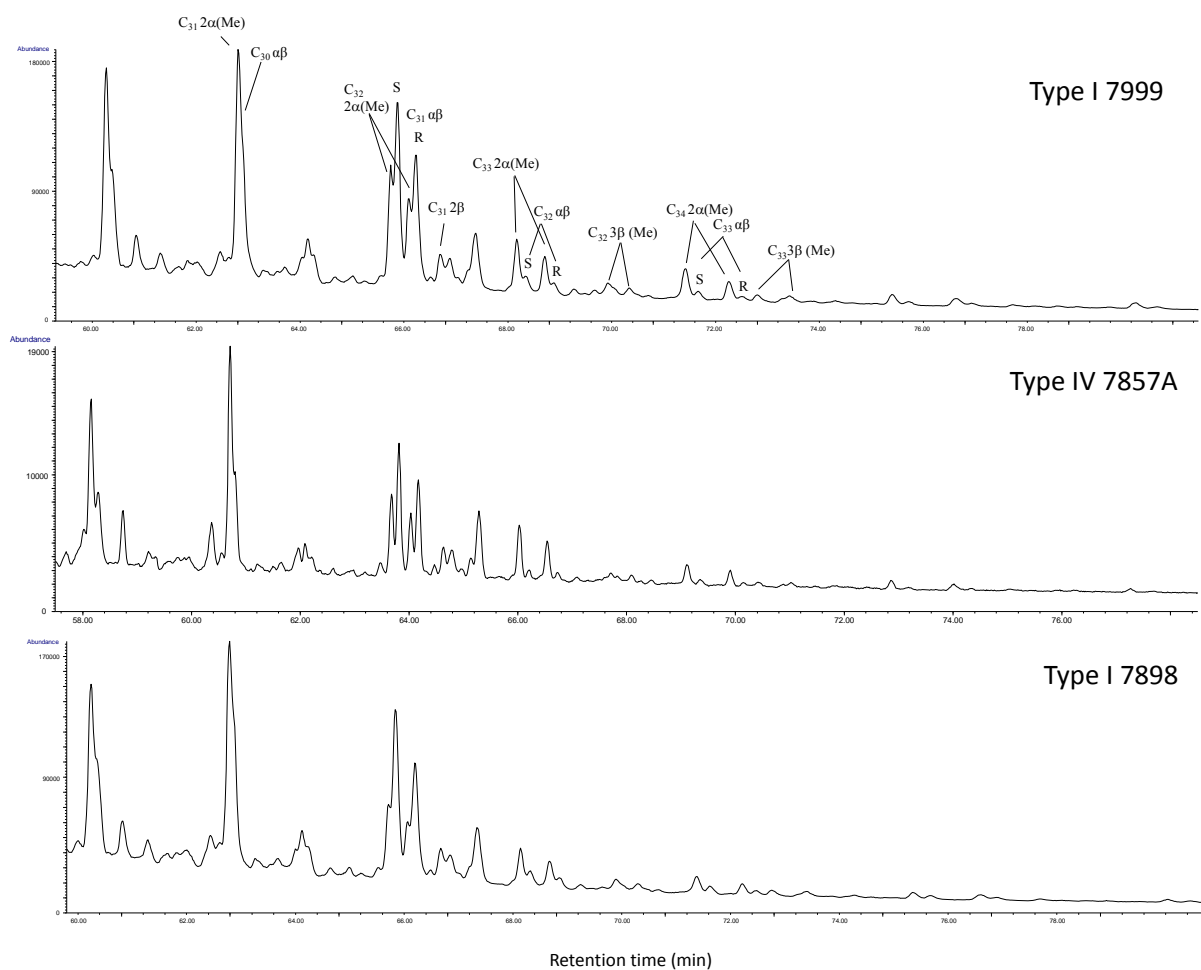 C31 2α(Me)
Abundance
C30 αβ
180000
Type I 7999
C32
2α(Me)
S
C31 αβ
R
90000
C33 2α(Me)
C31 2β
C32 αβ
S
R
C32 3β (Me)
C34 2α(Me)
C33 αβ
S
R
C33 3β (Me)
0
60.00 62.00 64.00 66.00 68.00 70.00 72.00 74.00 76.00 78.00
Abundance
19000
Type IV 7857A
10000
0
58.00 60.00 62.00 64.00 66.00 68.00 70.00 72.00 74.00 76.00
Abundance
170000
Type I 7898
90000
0
60.00 62.00 64.00 66.00 68.00 70.00 72.00 74.00 76.00 78.00
Retention time (min)